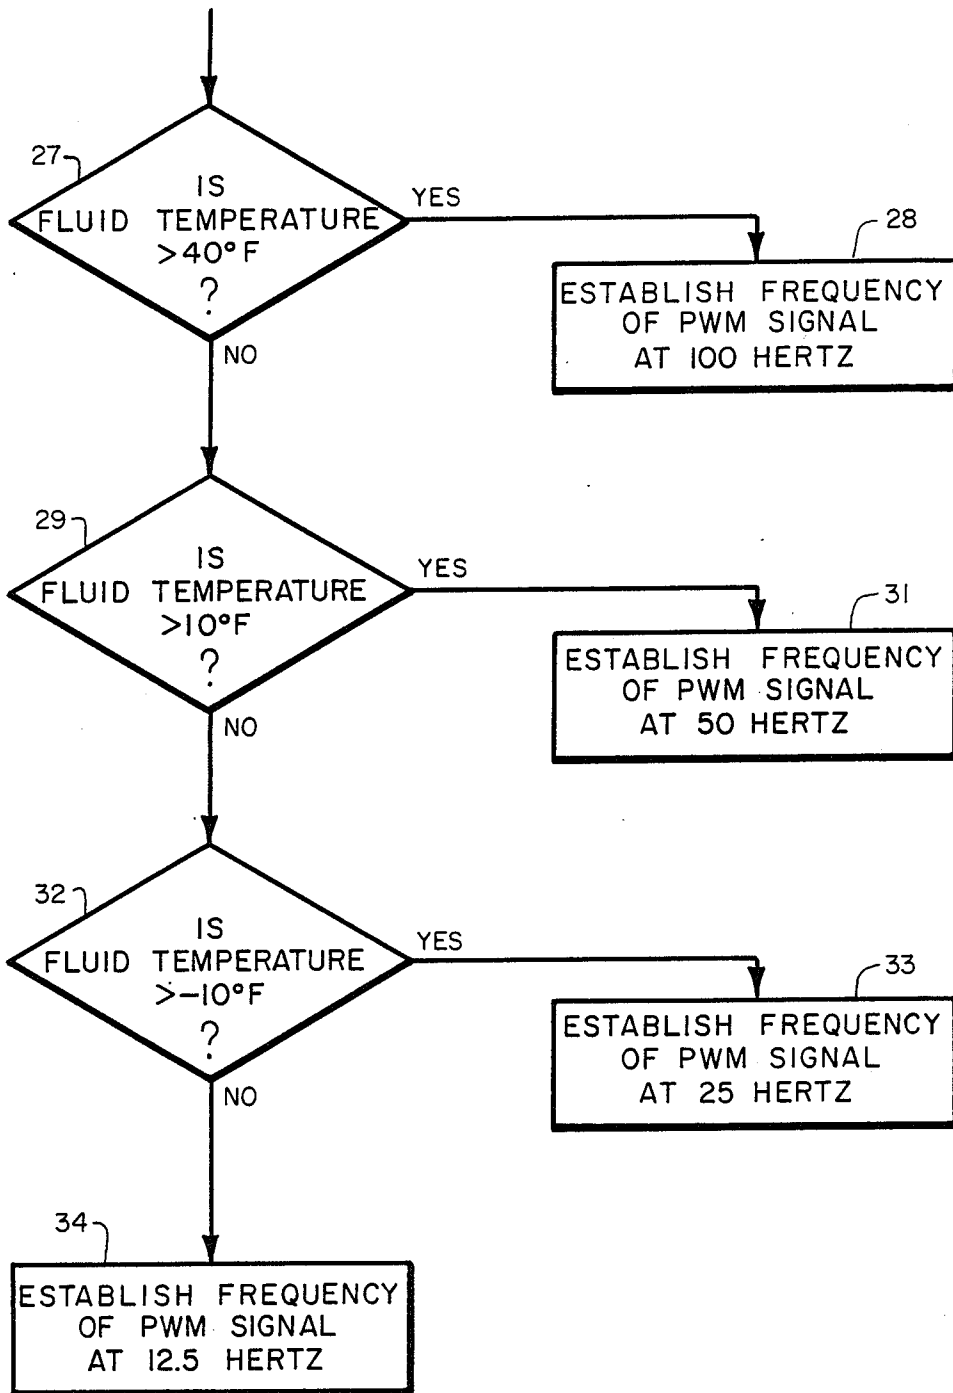 27
IS
FLUID TEMPERATURE
>40°F
?
YES
NO
28
ESTABLISH FREQUENCY
OF PWM SIGNAL
AT 100 HERTZ
29
IS
FLUID TEMPERATURE
>10°F
?
YES
NO
31
ESTABLISH FREQUENCY
OF PWM SIGNAL
AT 50 HERTZ
32
IS
FLUID TEMPERATURE
>-10°F
?
YES
NO
33
ESTABLISH FREQUENCY
OF PWM SIGNAL
AT 25 HERTZ
34
ESTABLISH FREQUENCY
OF PWM SIGNAL
AT 12.5 HERTZ